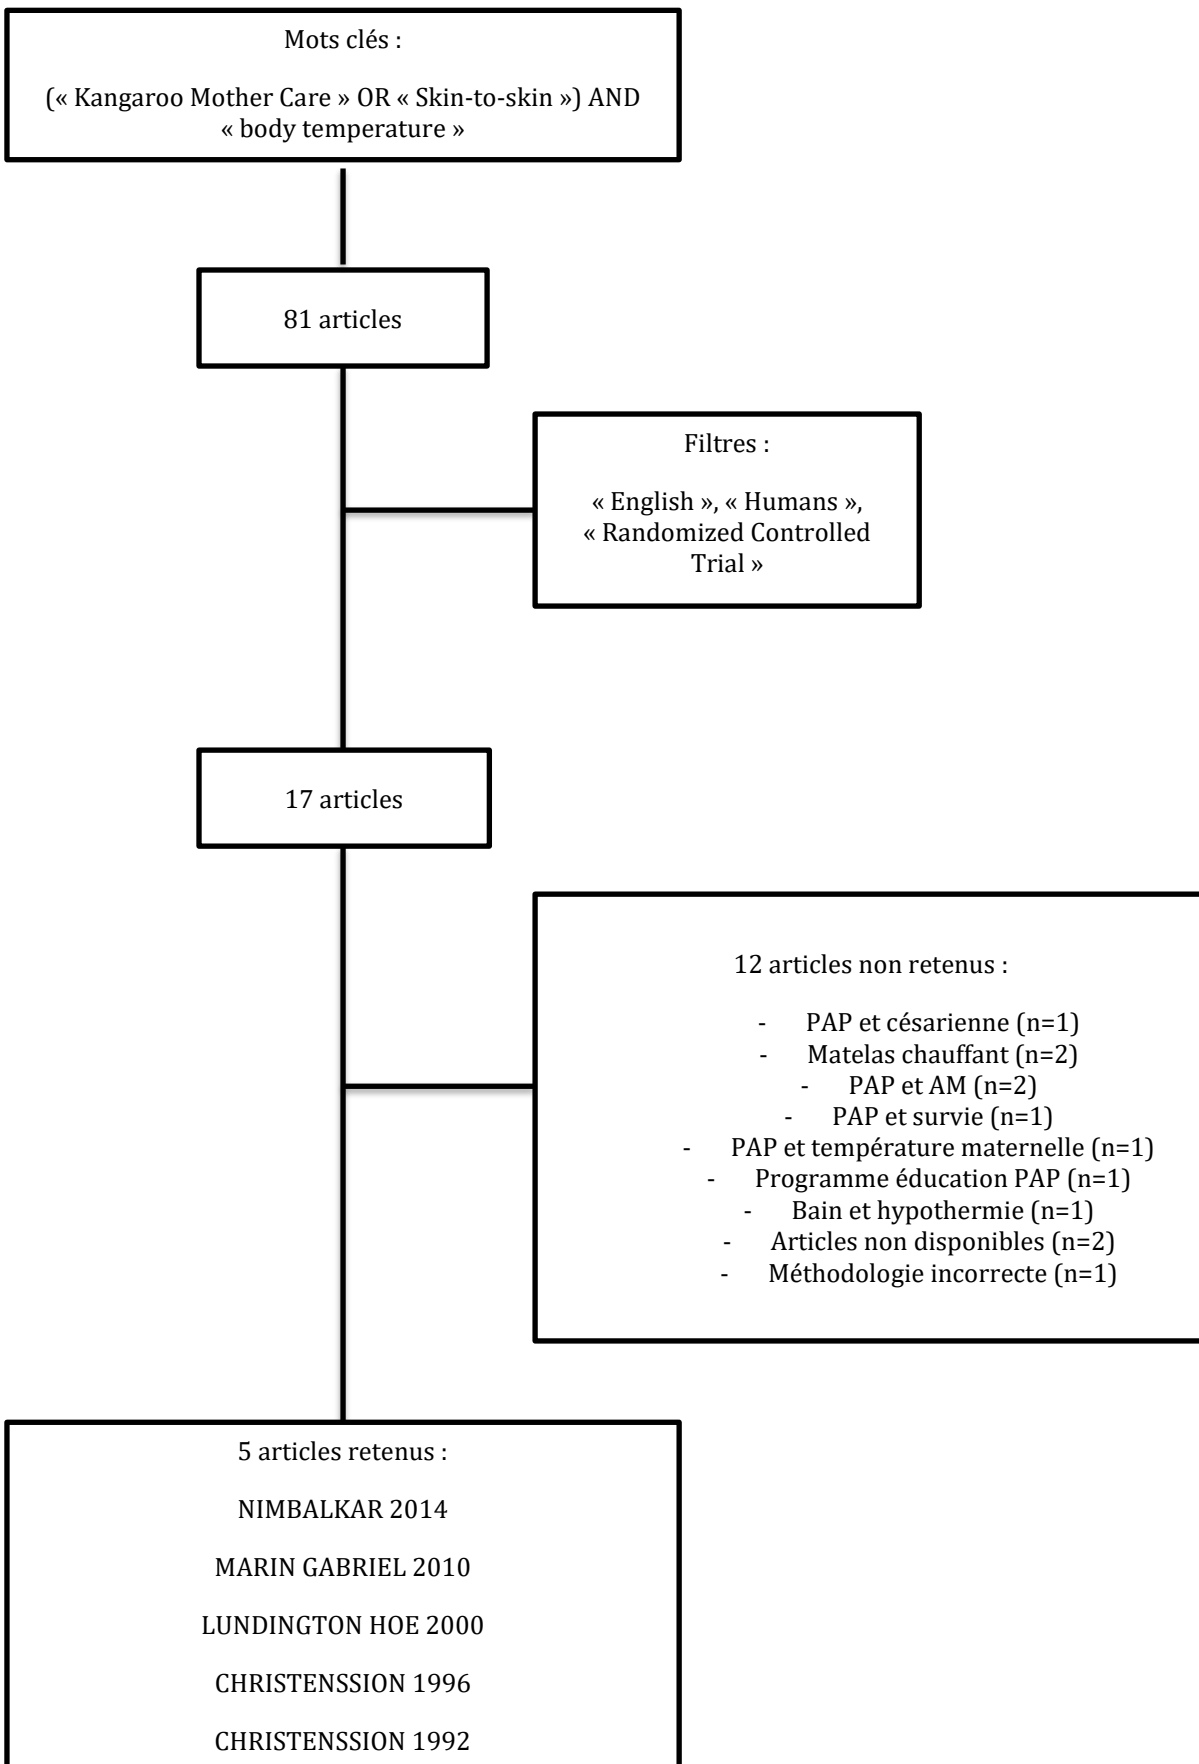 Mots clés :
(« Kangaroo Mother Care » OR « Skin-to-skin ») AND
« body temperature »
81 articles
Filtres :
« English », « Humans »,
« Randomized Controlled
Trial »
17 articles
12 articles non retenus :
- PAP et césarienne (n=1)
- Matelas chauffant (n=2)
- PAP et AM (n=2)
- PAP et survie (n=1)
- PAP et température maternelle (n=1)
- Programme éducation PAP (n=1)
- Bain et hypothermie (n=1)
- Articles non disponibles (n=2)
- Méthodologie incorrecte (n=1)
5 articles retenus :
NIMBALKAR 2014
MARIN GABRIEL 2010
LUNDINGTON HOE 2000
CHRISTENSSION 1996
CHRISTENSSION 1992